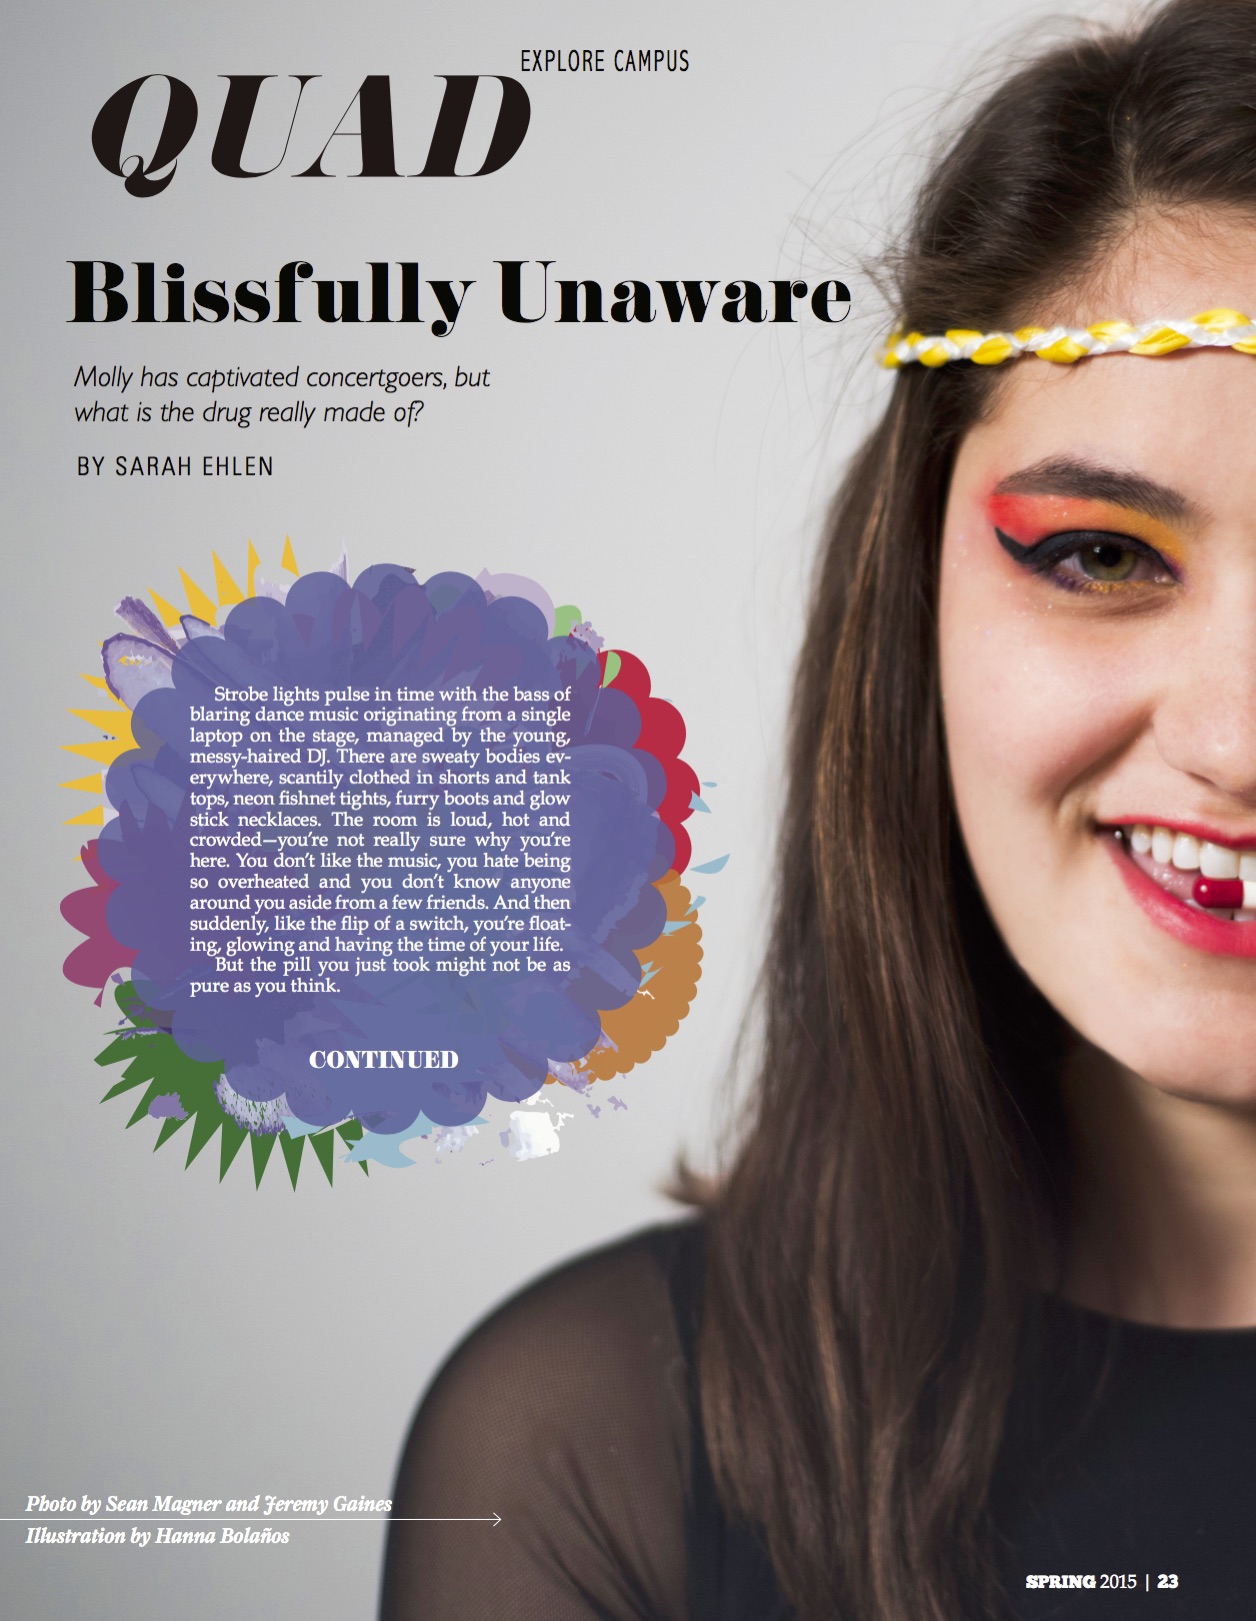 EXPLORE CAMPUS
QUAD
Blissfully Unaware
Molly has captivated concertgoers, but
what is the drug really made of?
BY SARAH EHLEN
Strobe lights pulse in time with the bass of
blaring dance music originating from a single
laptop on the stage, managed by the young,
messy-haired DJ. There are sweaty bodies ev-
erywhere, scantily clothed in shorts and tank
tops, neon fishnet tights, furry boots and glow
stick necklaces. The room is loud, hot and
crowded—you’re not really sure why you’re
here. You don’t like the music, you hate being
so overheated and you don’t know anyone
around you aside from a few friends. And then
suddenly, like the flip of a switch, you’re float-
ing, glowing and having the time of your life.
But the pill you just took might not be as
pure as you think.
CONTINUED
Photo by Sean Magner and Jeremy Gaines
Illustration by Hanna Bolaños
SPRING 2015 | 23